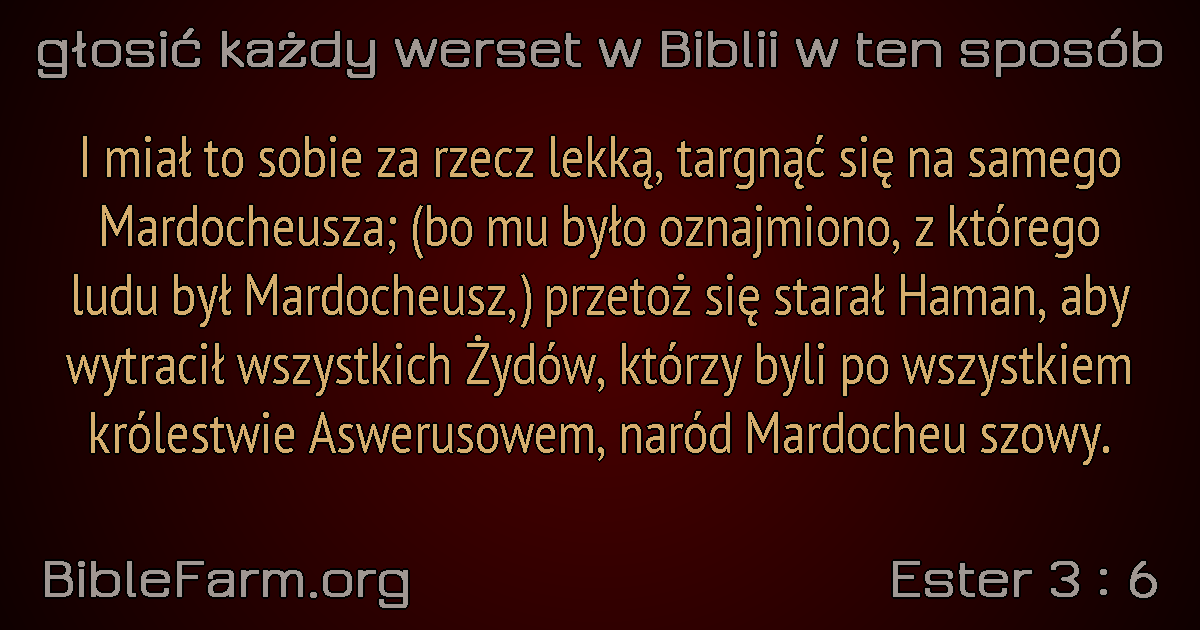 głosić każdy werset w Biblii w ten sposób
I miał to sobie za rzecz lekką, targnąć się na samego
Mardocheusza; (bo mu było oznajmiono, z którego
ludu był Mardocheusz,) przetoż się starał Haman, aby
wytracił wszystkich Żydów, którzy byli po wszystkiem
królestwie Aswerusowem, naród Mardocheu szowy.
BibleFarm.org
Ester 3 : 6